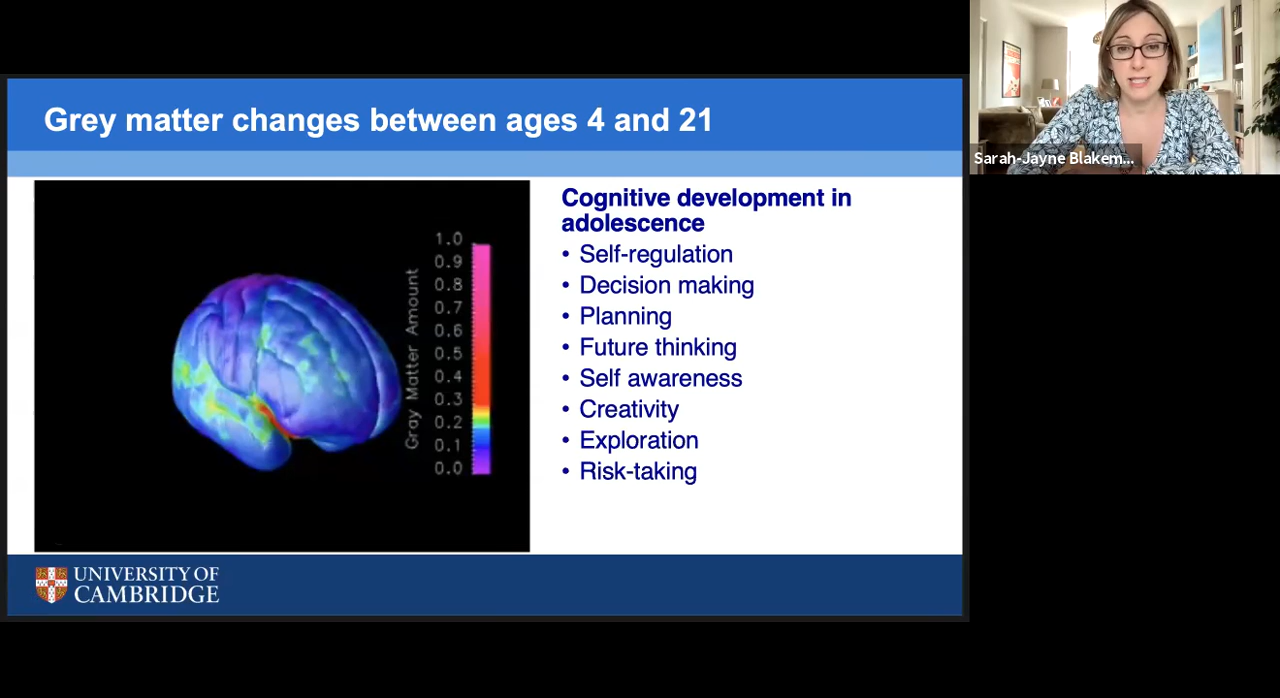 Grey matter changes between ages 4 and 21
Gray Matter Amount
1.0
0.9
0.8
0.7
0.6
0.5
0.4
0.3
0.2
0.1
0.0
Cognitive development in
adolescence
• Self-regulation
• Decision making
• Planning
• Future thinking
• Self awareness
• Creativity
• Exploration
• Risk-taking
UNIVERSITY OF
CAMBRIDGE
Sarah-Jayne Blakem...